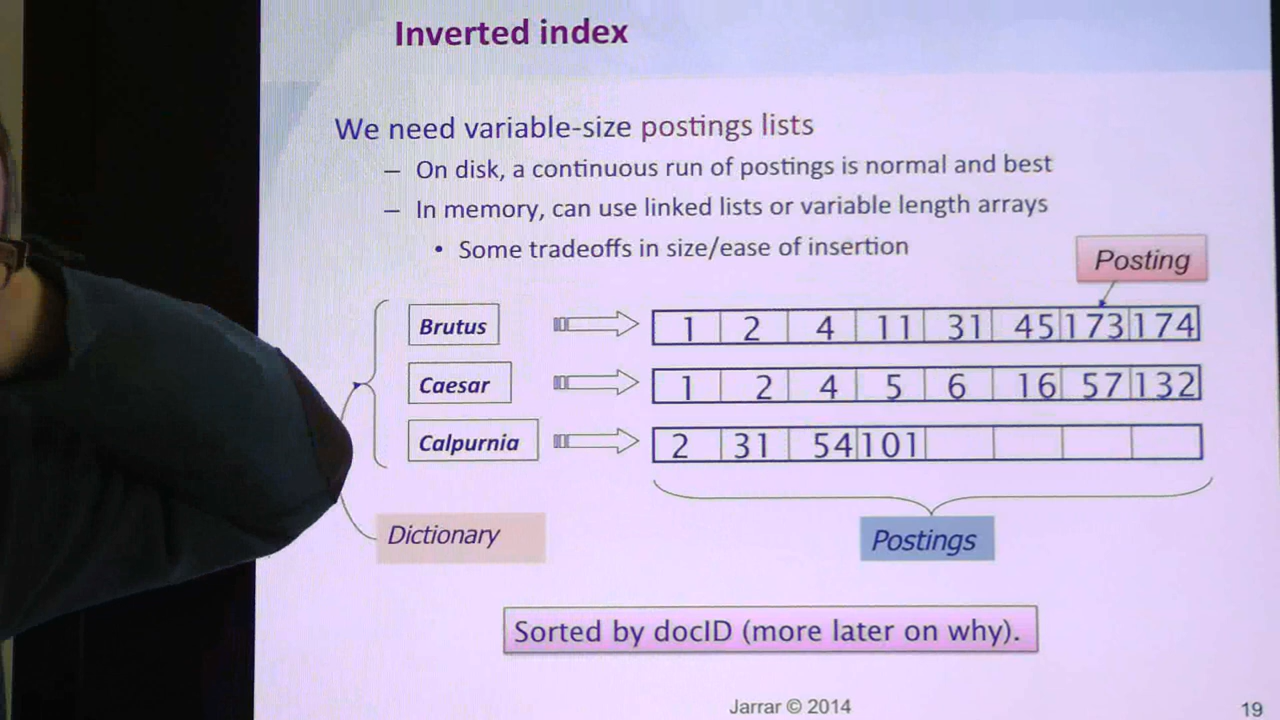 Inverted index
We need variable-size postings lists
– On disk, a continuous run of postings is normal and best
– In memory, can use linked lists or variable length arrays
• Some tradeoffs in size/ease of insertion
Posting
Brutus 1 2 4 11 31 45 173 174
Caesar 1 2 4 5 6 16 57 132
Calpurnia 2 31 54 101
Dictionary
Postings
Sorted by docID (more later on why).
Jarrar © 2014
19